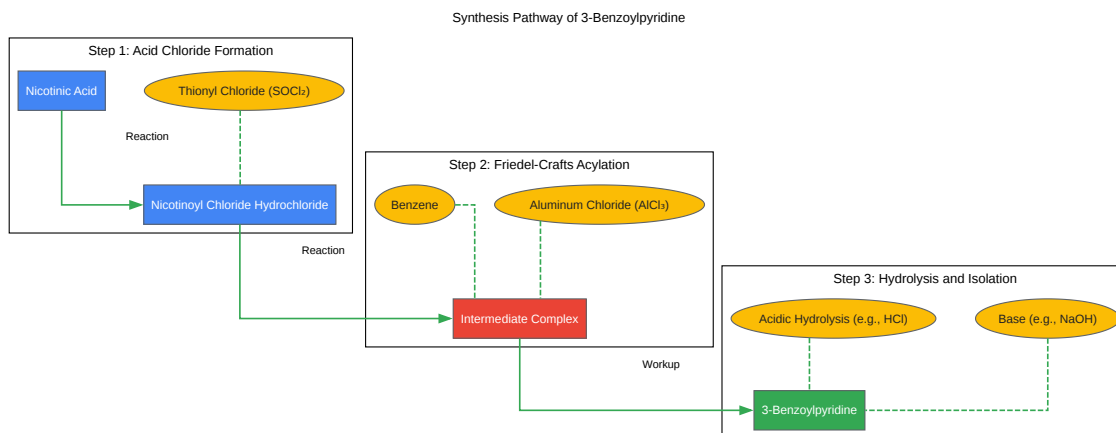 Synthesis Pathway of 3-Benzoylpyridine
Step 1: Acid Chloride Formation
Nicotinic Acid
Thionyl Chloride (SOCl₂)
Reaction
Nicotinoyl Chloride Hydrochloride
Reaction
Step 2: Friedel-Crafts Acylation
Benzene
Aluminum Chloride (AlCl₃)
Intermediate Complex
Workup
Step 3: Hydrolysis and Isolation
Acidic Hydrolysis (e.g., HCl)
Base (e.g., NaOH)
3-Benzoylpyridine